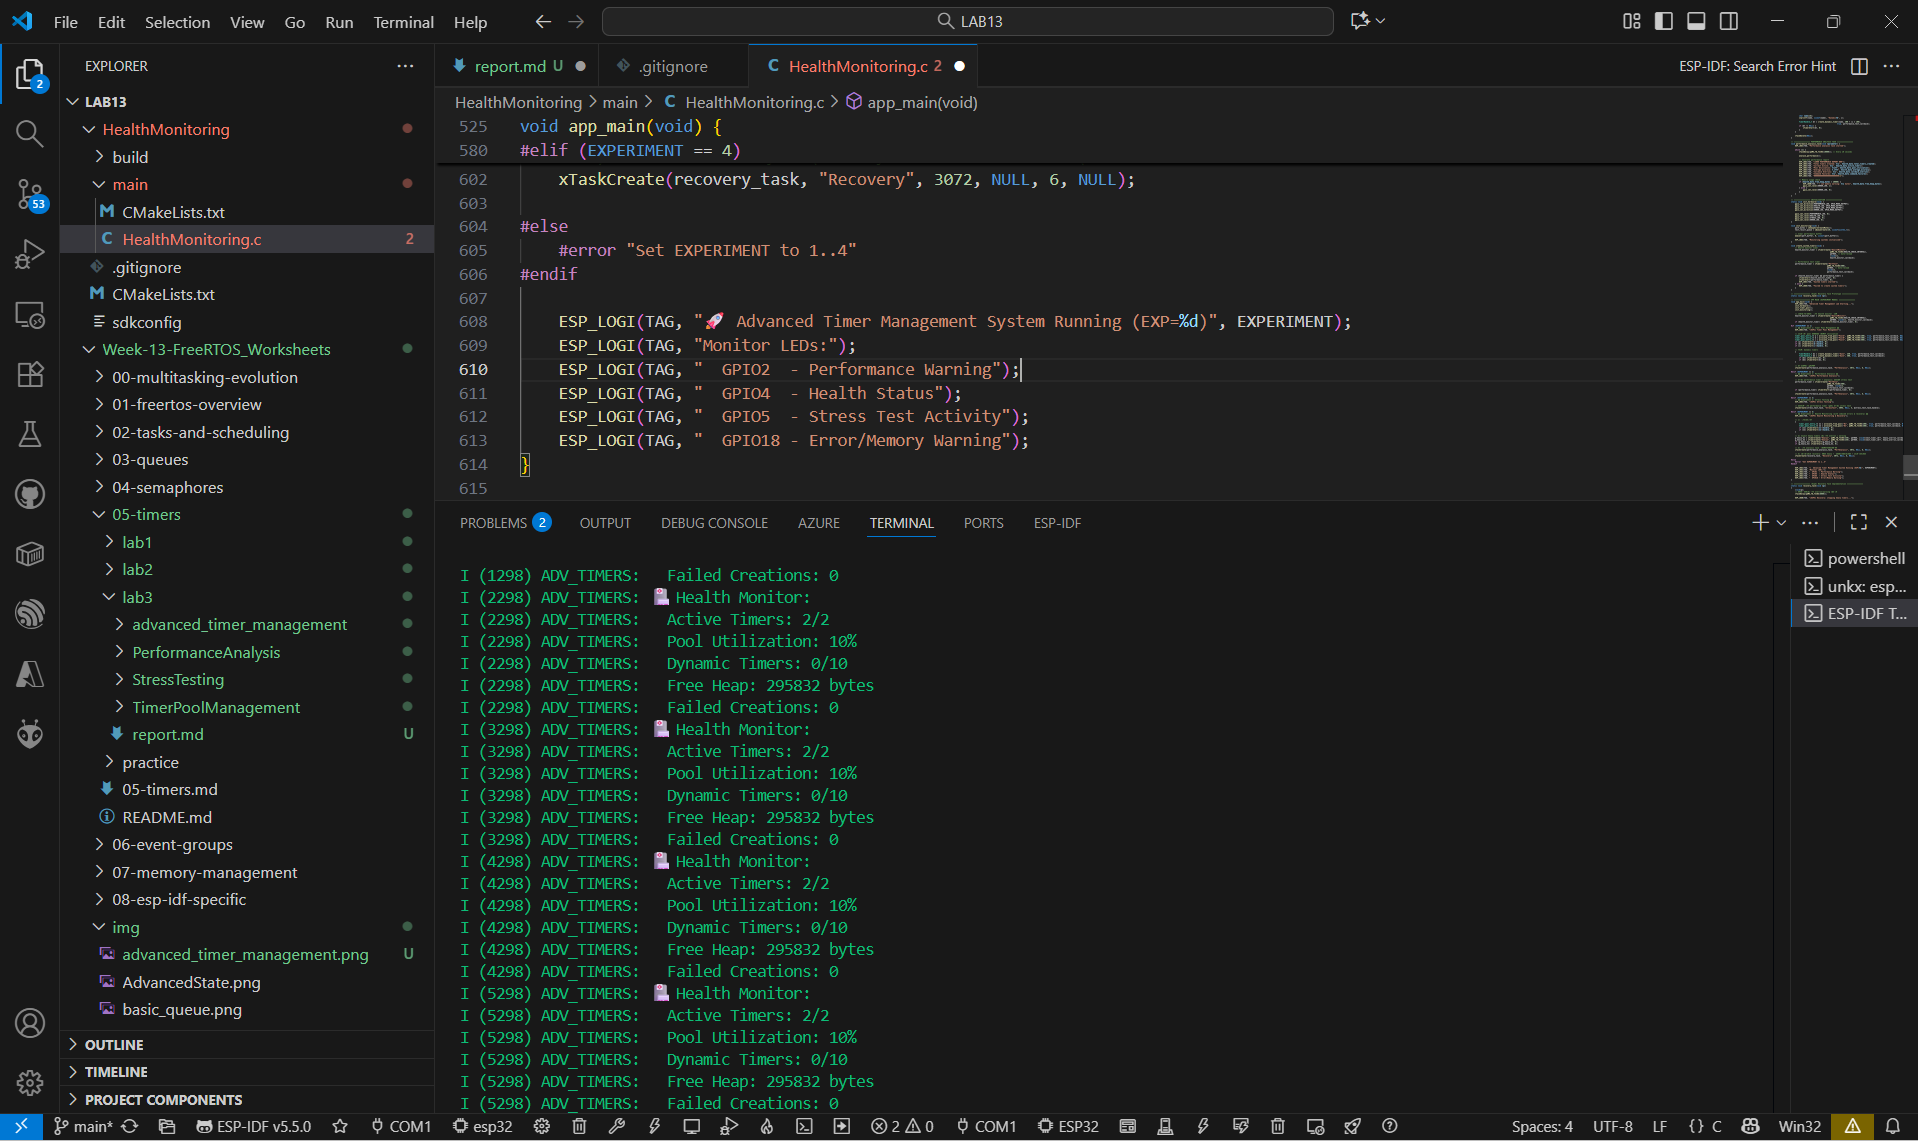 File Edit Selection View Go Run Terminal Help
LAB13
EXPLORER
LAB13
HealthMonitoring
build
main
CMakeLists.txt
HealthMonitoring.c 2
.gitignore
CMakeLists.txt
sdkconfig
Week-13-FreeRTOS_Worksheets
00-multitasking-evolution
01-freertos-overview
02-tasks-and-scheduling
03-queues
04-semaphores
05-timers
lab1
lab2
lab3
advanced_timer_management
PerformanceAnalysis
StressTesting
TimerPoolManagement
report.md U
practice
05-timers.md
README.md
06-event-groups
07-memory-management
08-esp-idf-specific
img
advanced_timer_management.png U
AdvancedState.png
basic_queue.png
OUTLINE
TIMELINE
PROJECT COMPONENTS
2
53
report.md U .gitignore HealthMonitoring.c 2
ESP-IDF: Search Error Hint
HealthMonitoring > main > C HealthMonitoring.c > app_main(void)
525 void app_main(void) {
580 #elif (EXPERIMENT == 4)
602 xTaskCreate(recovery_task, "Recovery", 3072, NULL, 6, NULL);
603
604 #else
605 #error "Set EXPERIMENT to 1..4"
606 #endif
607
608 ESP_LOGI(TAG, "🚀 Advanced Timer Management System Running (EXP=%d)", EXPERIMENT);
609 ESP_LOGI(TAG, "Monitor LEDs:");
610 ESP_LOGI(TAG, "  GPIO2  - Performance Warning");
611 ESP_LOGI(TAG, "  GPIO4  - Health Status");
612 ESP_LOGI(TAG, "  GPIO5  - Stress Test Activity");
613 ESP_LOGI(TAG, "  GPIO18 - Error/Memory Warning");
614 }
615
PROBLEMS 2 OUTPUT DEBUG CONSOLE AZURE TERMINAL PORTS ESP-IDF
I (1298) ADV_TIMERS:   Failed Creations: 0
I (2298) ADV_TIMERS: 🏥 Health Monitor:
I (2298) ADV_TIMERS:   Active Timers: 2/2
I (2298) ADV_TIMERS:   Pool Utilization: 10%
I (2298) ADV_TIMERS:   Dynamic Timers: 0/10
I (2298) ADV_TIMERS:   Free Heap: 295832 bytes
I (2298) ADV_TIMERS:   Failed Creations: 0
I (3298) ADV_TIMERS: 🏥 Health Monitor:
I (3298) ADV_TIMERS:   Active Timers: 2/2
I (3298) ADV_TIMERS:   Pool Utilization: 10%
I (3298) ADV_TIMERS:   Dynamic Timers: 0/10
I (3298) ADV_TIMERS:   Free Heap: 295832 bytes
I (3298) ADV_TIMERS:   Failed Creations: 0
I (4298) ADV_TIMERS: 🏥 Health Monitor:
I (4298) ADV_TIMERS:   Active Timers: 2/2
I (4298) ADV_TIMERS:   Pool Utilization: 10%
I (4298) ADV_TIMERS:   Dynamic Timers: 0/10
I (4298) ADV_TIMERS:   Free Heap: 295832 bytes
I (4298) ADV_TIMERS:   Failed Creations: 0
I (5298) ADV_TIMERS: 🏥 Health Monitor:
I (5298) ADV_TIMERS:   Active Timers: 2/2
I (5298) ADV_TIMERS:   Pool Utilization: 10%
I (5298) ADV_TIMERS:   Dynamic Timers: 0/10
I (5298) ADV_TIMERS:   Free Heap: 295832 bytes
I (5298) ADV_TIMERS:   Failed Creations: 0
powershell
unkx: esp...
ESP-IDF T...
main* ESP-IDF v5.5.0 COM1 esp32 2 0 COM1 ESP32 Spaces: 4 UTF-8 LF {} C Win32